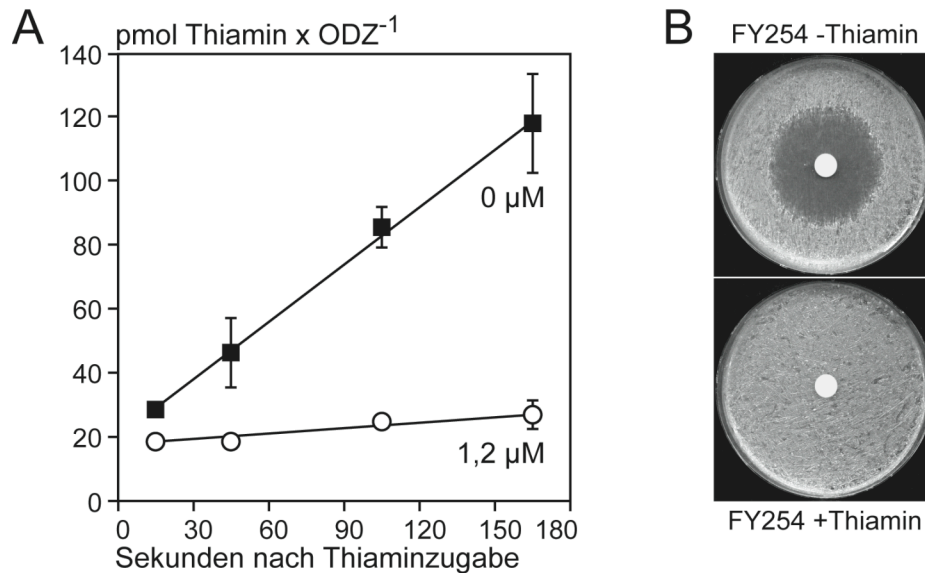 A
pmol Thiamin x ODZ⁻¹
140
120
100
80
60
40
20
0
0 µM
1,2 µM
0 30 60 90 120 150 180
Sekunden nach Thiaminzugabe
B
FY254 -Thiamin
FY254 +Thiamin